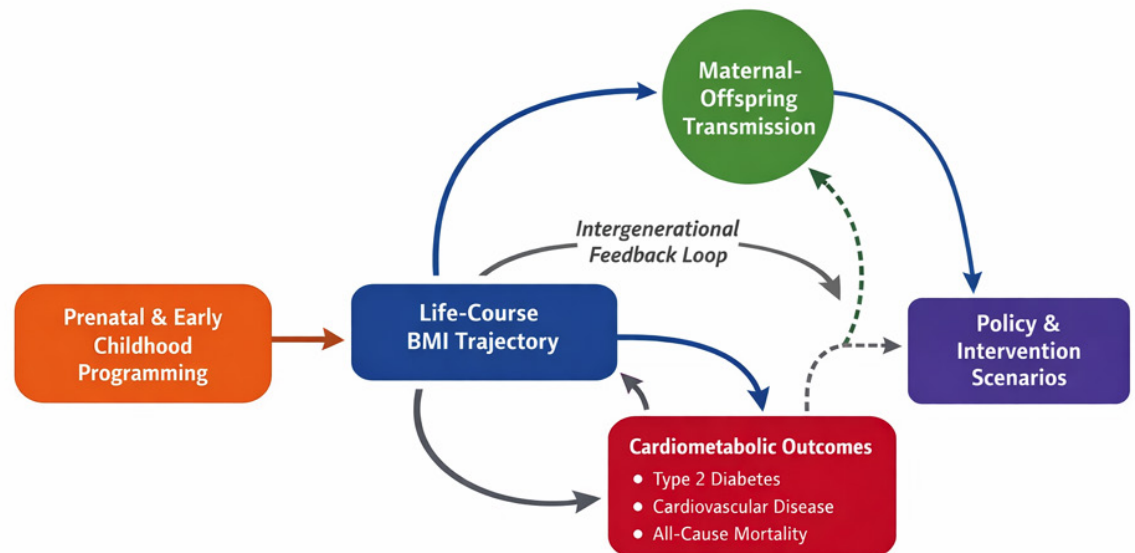 Maternal-
Offspring
Transmission
Intergenerational
Feedback Loop
Prenatal & Early
Childhood
Programming
Life-Course
BMI Trajectory
Policy &
Intervention
Scenarios
Cardiometabolic Outcomes
● Type 2 Diabetes
● Cardiovascular Disease
● All-Cause Mortality